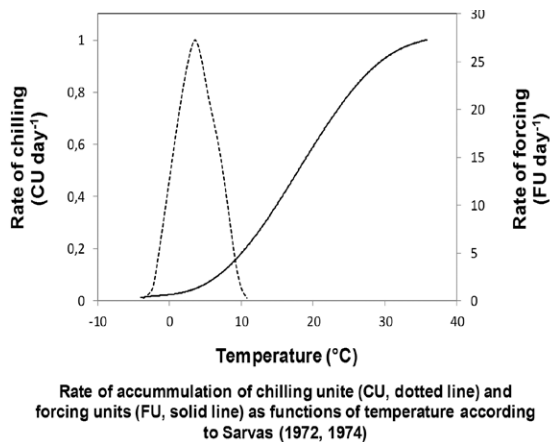 Rate of chilling
(CU day⁻¹)
1
0,8
0,6
0,4
0,2
0
30
25
20
15
10
5
0
Rate of forcing
(FU day⁻¹)
-10
0
10
20
30
40
Temperature (°C)
Rate of accummulation of chilling unite (CU, dotted line) and
forcing units (FU, solid line) as functions of temperature according
to Sarvas (1972, 1974)